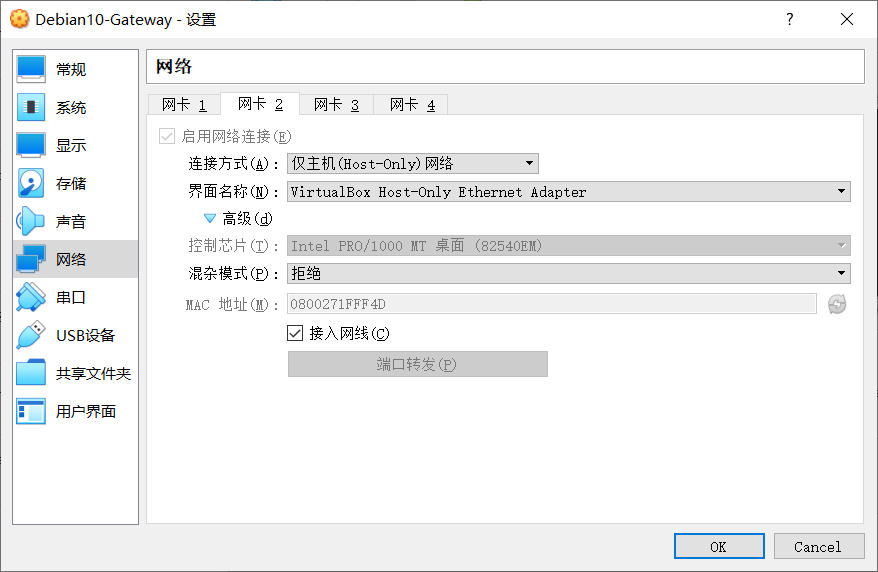 Debian10-Gateway - 设置
?
常规
系统
显示
存储
声音
网络
串口
USB设备
共享文件夹
用户界面
网络
网卡 1 网卡 2 网卡 3 网卡 4
启用网络连接(E)
连接方式(A): 仅主机(Host-Only)网络
界面名称(N): VirtualBox Host-Only Ethernet Adapter
高级(d)
控制芯片(T): Intel PRO/1000 MT 桌面 (82540EM)
混杂模式(P): 拒绝
MAC 地址(M): 0800271FFF4D
接入网线(C)
端口转发(P)
OK Cancel